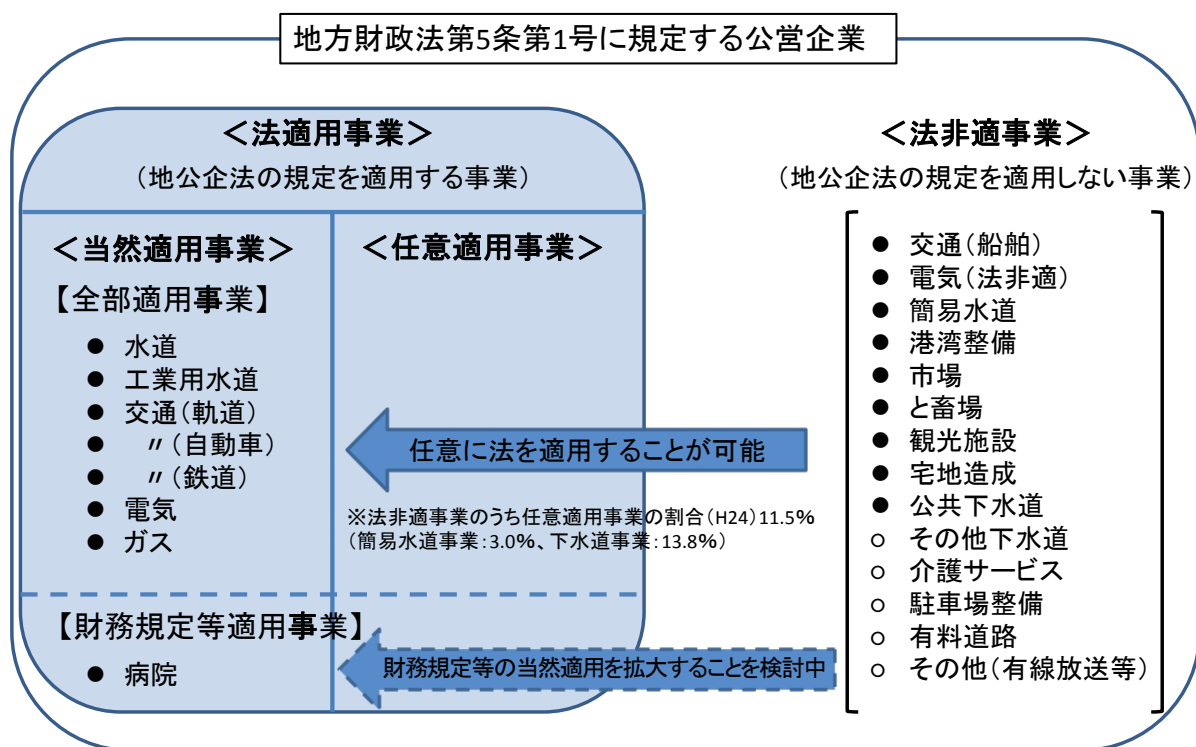 地方財政法第5条第1号に規定する公営企業
＜法適用事業＞
（地公企法の規定を適用する事業）
＜当然適用事業＞
【全部適用事業】
● 水道
● 工業用水道
● 交通（軌道）
● 〃（自動車）
● 〃（鉄道）
● 電気
● ガス
【財務規定等適用事業】
● 病院
＜任意適用事業＞
任意に法を適用することが可能
※法非適事業のうち任意適用事業の割合（H24）11.5%
（簡易水道事業：3.0%、下水道事業：13.8%）
財務規定等の当然適用を拡大することを検討中
＜法非適事業＞
（地公企法の規定を適用しない事業）
● 交通（船舶）
● 電気（法非適）
● 簡易水道
● 港湾整備
● 市場
● と畜場
● 観光施設
● 宅地造成
● 公共下水道
○ その他下水道
○ 介護サービス
○ 駐車場整備
○ 有料道路
○ その他（有線放送等）